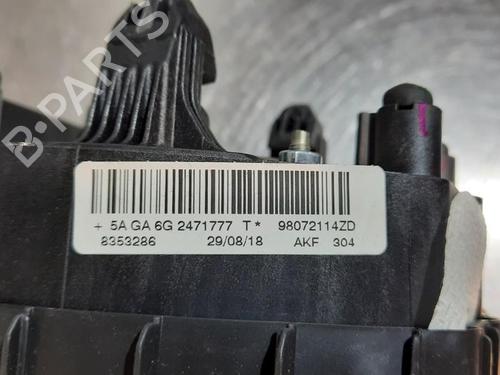 B-PARTS
+ 5A GA 6G 2471777 T* 98072114ZD
8353286 29/08/18 AKF 304